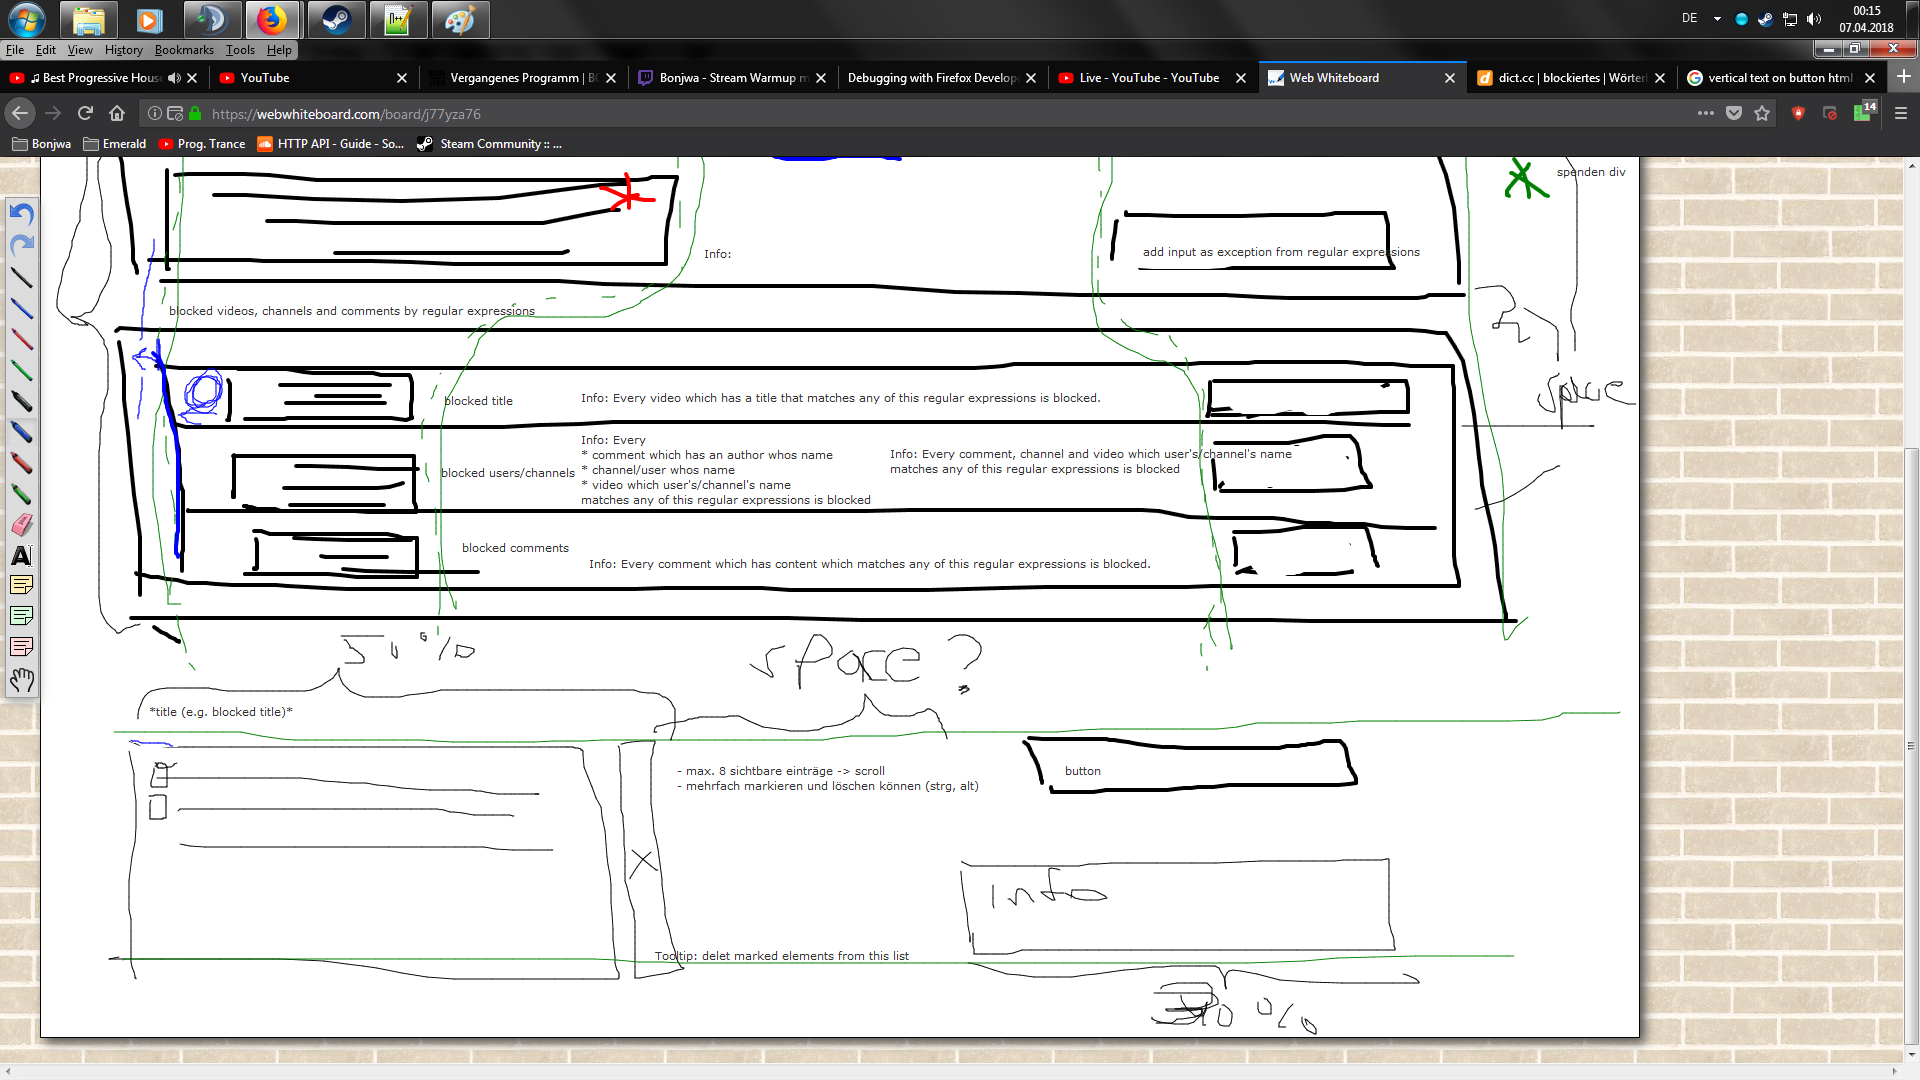 DE
00:15
07.04.2018
File Edit View History Bookmarks Tools Help
♫ Best Progressive House
YouTube
Vergangenes Programm | BO
Bonjwa - Stream Warmup m
Debugging with Firefox Develope
Live - YouTube - YouTube
Web Whiteboard
dict.cc | blockiertes | Wörterb
vertical text on button html -
https://webwhiteboard.com/board/j77yza76
14
Bonjwa
Emerald
Prog. Trance
HTTP API - Guide - So...
Steam Community :: ...
spenden div
Info:
add input as exception from regular expressions
blocked videos, channels and comments by regular expressions
blocked title
Info: Every video which has a title that matches any of this regular expressions is blocked.
space
blocked users/channels
Info: Every
* comment which has an author whos name
* channel/user whos name
* video which user's/channel's name
matches any of this regular expressions is blocked
Info: Every comment, channel and video which user's/channel's name
matches any of this regular expressions is blocked
blocked comments
Info: Every comment which has content which matches any of this regular expressions is blocked.
space?
*title (e.g. blocked title)*
- max. 8 sichtbare einträge -> scroll
- mehrfach markieren und löschen können (strg, alt)
button
X
Info
Tooltip: delet marked elements from this list
A